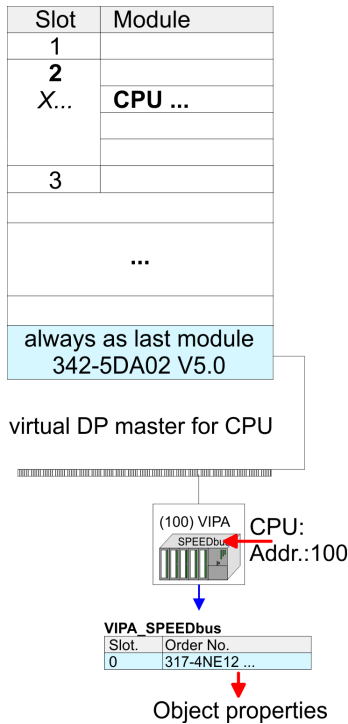 Slot Module
1
2
X... CPU ...
3
...
always as last module
342-5DA02 V5.0
virtual DP master for CPU
(100) VIPA
SPEEDbus
CPU:
Addr.:100
VIPA_SPEEDbus
Slot. Order No.
0 317-4NE12 ...
Object properties